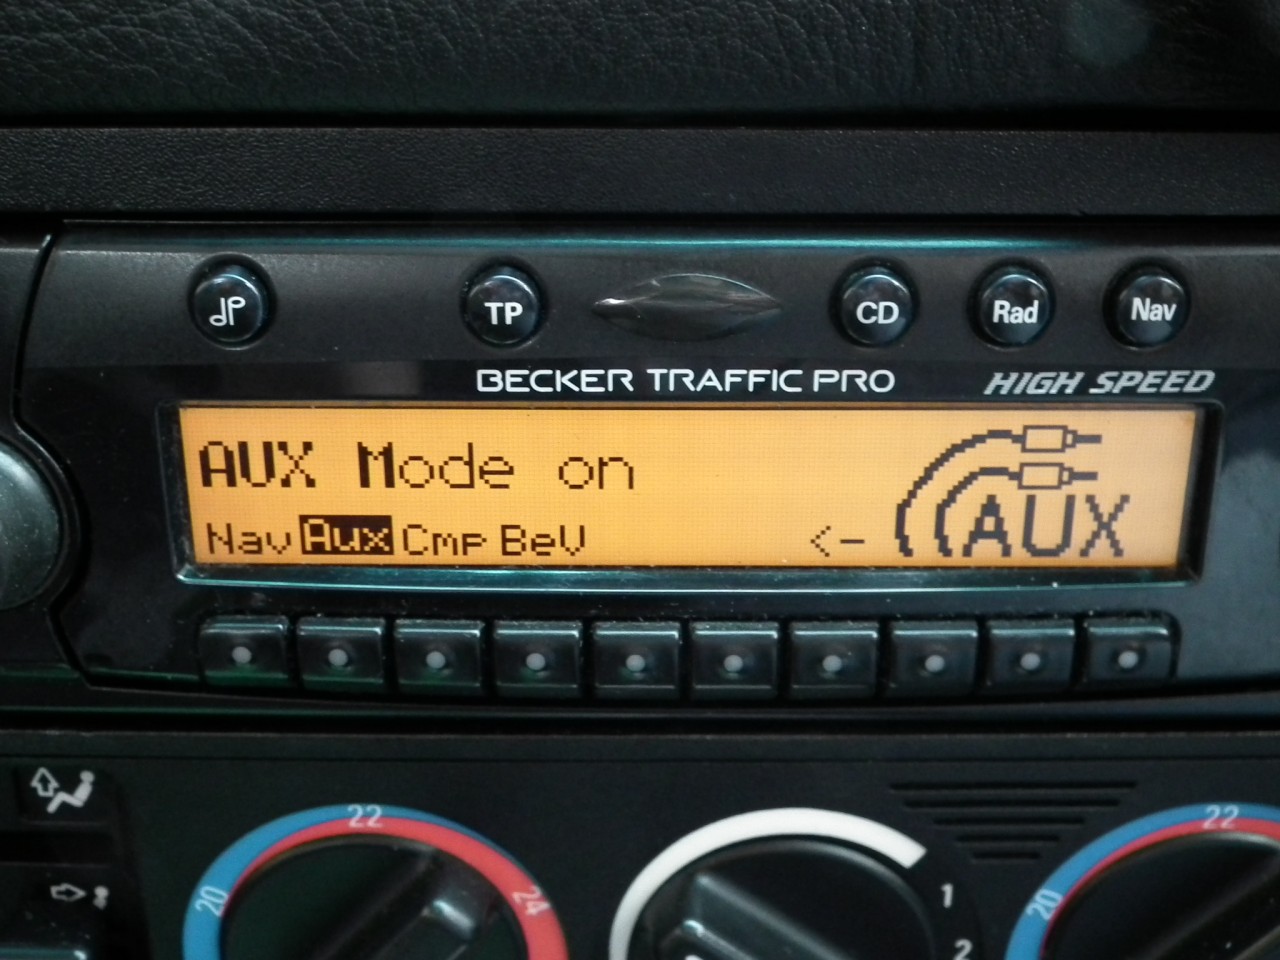 TP
CD
Rad
Nav
BECKER TRAFFIC PRO
HIGH SPEED
AUX Mode on
Nav Aux Cmp BeV <- AUX
22
20
24
1
2
22
20